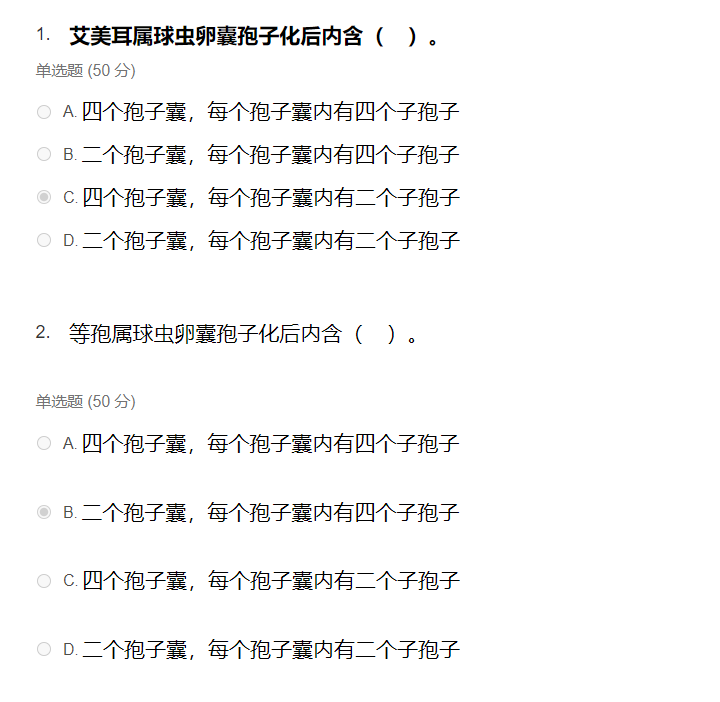 1. 艾美耳属球虫卵囊孢子化后内含（ ）。
单选题 (50 分)
A. 四个孢子囊，每个孢子囊内有四个子孢子
B. 二个孢子囊，每个孢子囊内有四个子孢子
C. 四个孢子囊，每个孢子囊内有二个子孢子
D. 二个孢子囊，每个孢子囊内有二个子孢子
2. 等孢属球虫卵囊孢子化后内含（ ）。
单选题 (50 分)
A. 四个孢子囊，每个孢子囊内有四个子孢子
B. 二个孢子囊，每个孢子囊内有四个子孢子
C. 四个孢子囊，每个孢子囊内有二个子孢子
D. 二个孢子囊，每个孢子囊内有二个子孢子